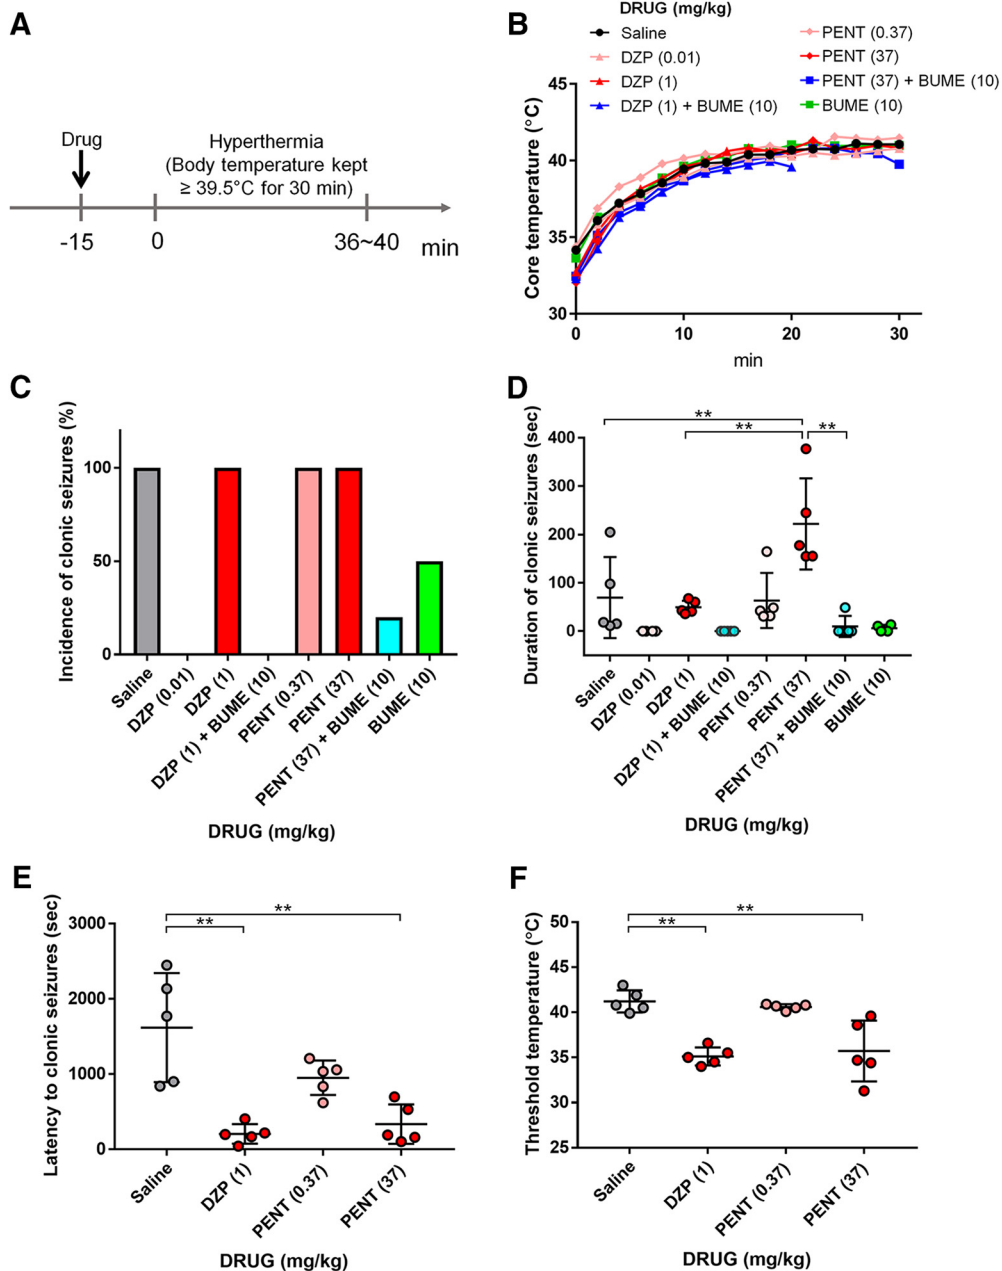 A
Drug
Hyperthermia
(Body temperature kept
≥ 39.5°C for 30 min)
-15
0
36~40
min
B
DRUG (mg/kg)
Saline
DZP (0.01)
DZP (1)
DZP (1) + BUME (10)
PENT (0.37)
PENT (37)
PENT (37) + BUME (10)
BUME (10)
Core temperature (°C)
45
40
35
30
0
10
20
30
min
C
Incidence of clonic seizures (%)
100
50
0
Saline
DZP (0.01)
DZP (1)
DZP (1) + BUME (10)
PENT (0.37)
PENT (37)
PENT (37) + BUME (10)
BUME (10)
DRUG (mg/kg)
D
Duration of clonic seizures (sec)
**
**
**
400
300
200
100
0
Saline
DZP (0.01)
DZP (1)
DZP (1) + BUME (10)
PENT (0.37)
PENT (37)
PENT (37) + BUME (10)
BUME (10)
DRUG (mg/kg)
E
Latency to clonic seizures (sec)
**
**
3000
2000
1000
0
Saline
DZP (1)
PENT (0.37)
PENT (37)
DRUG (mg/kg)
F
Threshold temperature (°C)
**
**
50
45
40
35
30
25
Saline
DZP (1)
PENT (0.37)
PENT (37)
DRUG (mg/kg)